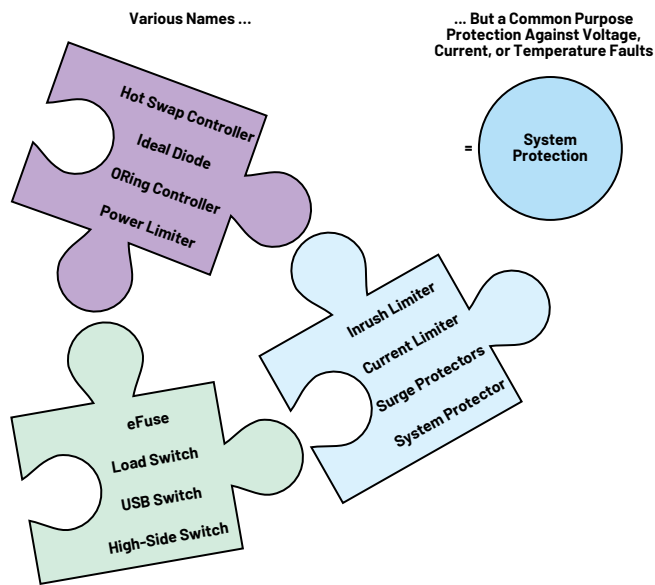 Various Names ...
... But a Common Purpose
Protection Against Voltage,
Current, or Temperature Faults
Hot Swap Controller
Ideal Diode
ORing Controller
Power Limiter
=
System
Protection
Inrush Limiter
Current Limiter
Surge Protectors
System Protector
eFuse
Load Switch
USB Switch
High-Side Switch